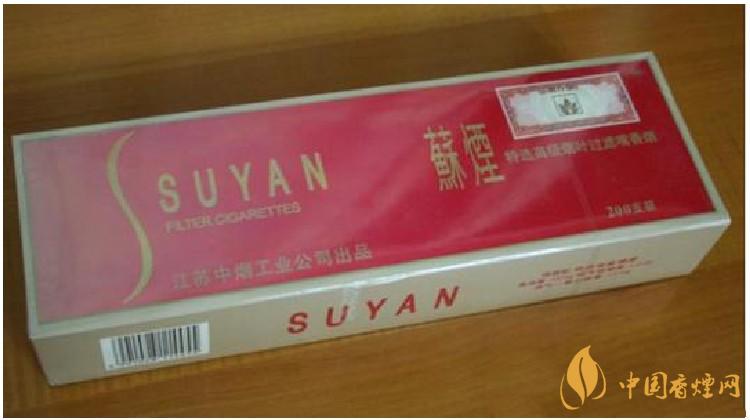 SUYAN
FILTER CIGARETTES
江苏中烟工业公司出品
蘇煙
特选高级烟叶过滤嘴香烟
200支装
SUYAN
中国香煙网